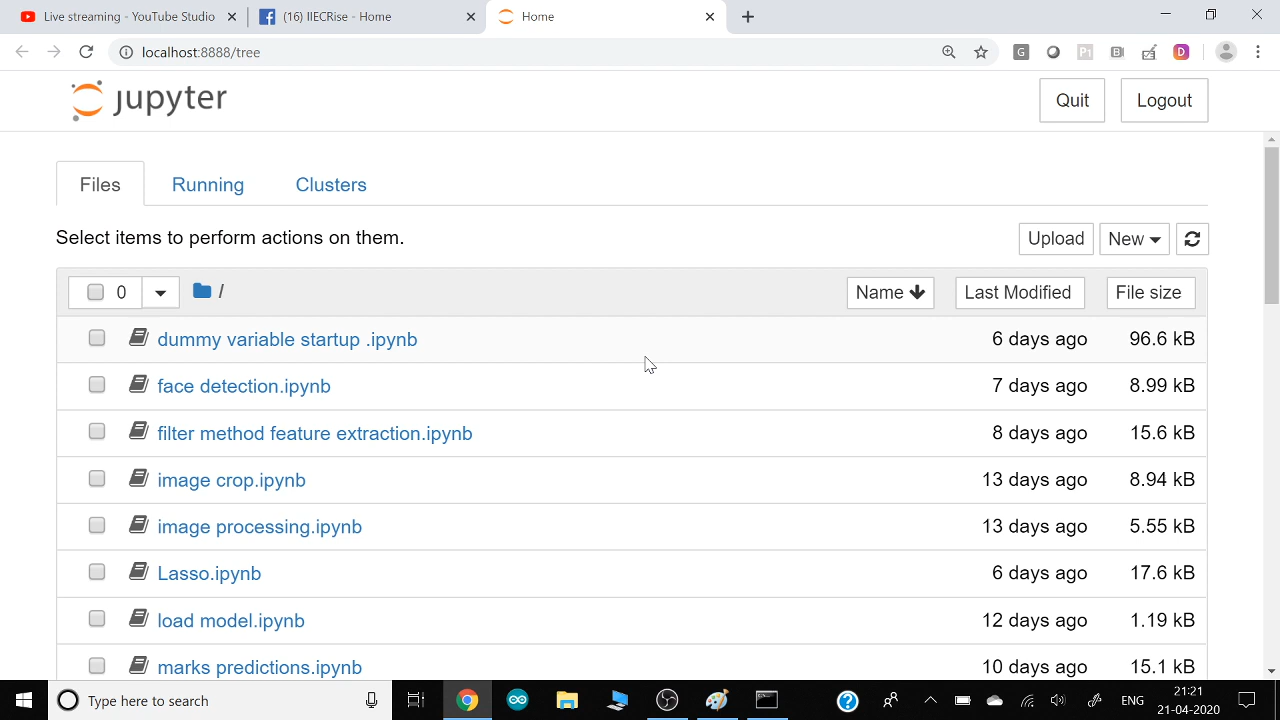 Live streaming - YouTube Studio
(16) IIECRise - Home
Home
localhost:8888/tree
jupyter
Quit
Logout
Files
Running
Clusters
Select items to perform actions on them.
Upload
New
0
/
Name
Last Modified
File size
dummy variable startup .ipynb 6 days ago 96.6 kB
face detection.ipynb 7 days ago 8.99 kB
filter method feature extraction.ipynb 8 days ago 15.6 kB
image crop.ipynb 13 days ago 8.94 kB
image processing.ipynb 13 days ago 5.55 kB
Lasso.ipynb 6 days ago 17.6 kB
load model.ipynb 12 days ago 1.19 kB
marks predictions.ipynb 10 days ago 15.1 kB
Type here to search
ENG
21:21
21-04-2020